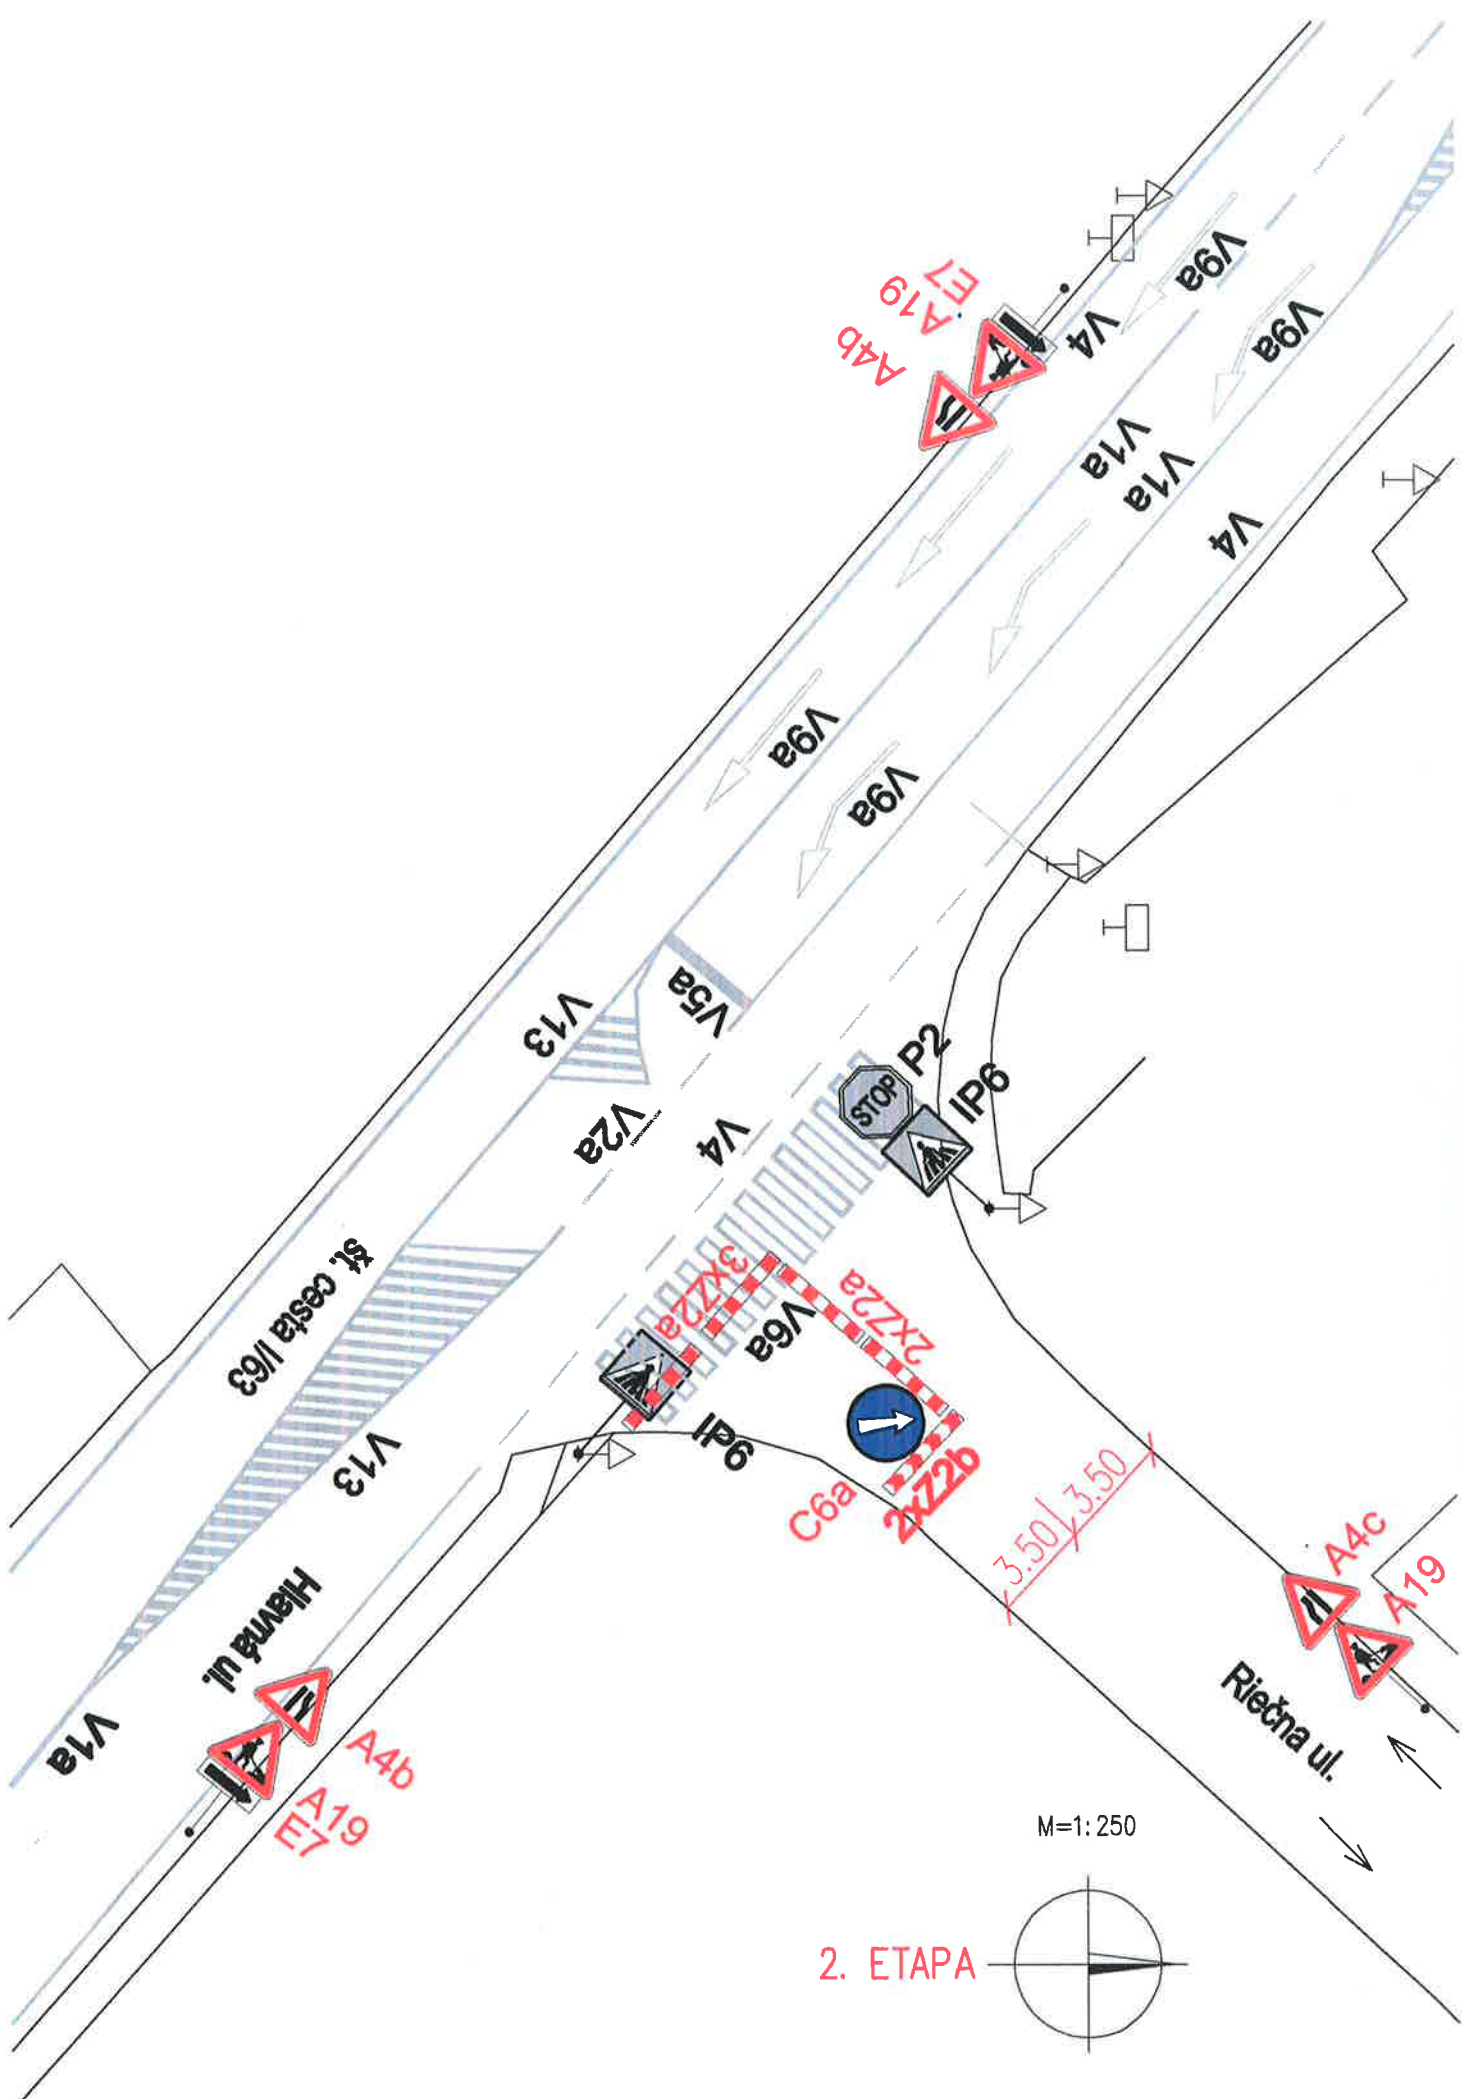 E7
A19
A4b
V4
V9a
V9a
V1a
V1a
V4
V9a
V9a
V13
V5a
V2a
V4
STOP
P2
IP6
št. cesta I/63
3xZ2a
2xZ2a
V6a
IP6
V13
C6a
2xZ2b
3.50
3.50
A4c
A19
Hlavná ul.
V1a
A4b
A19
E7
Riečna ul.
M=1:250
2. ETAPA